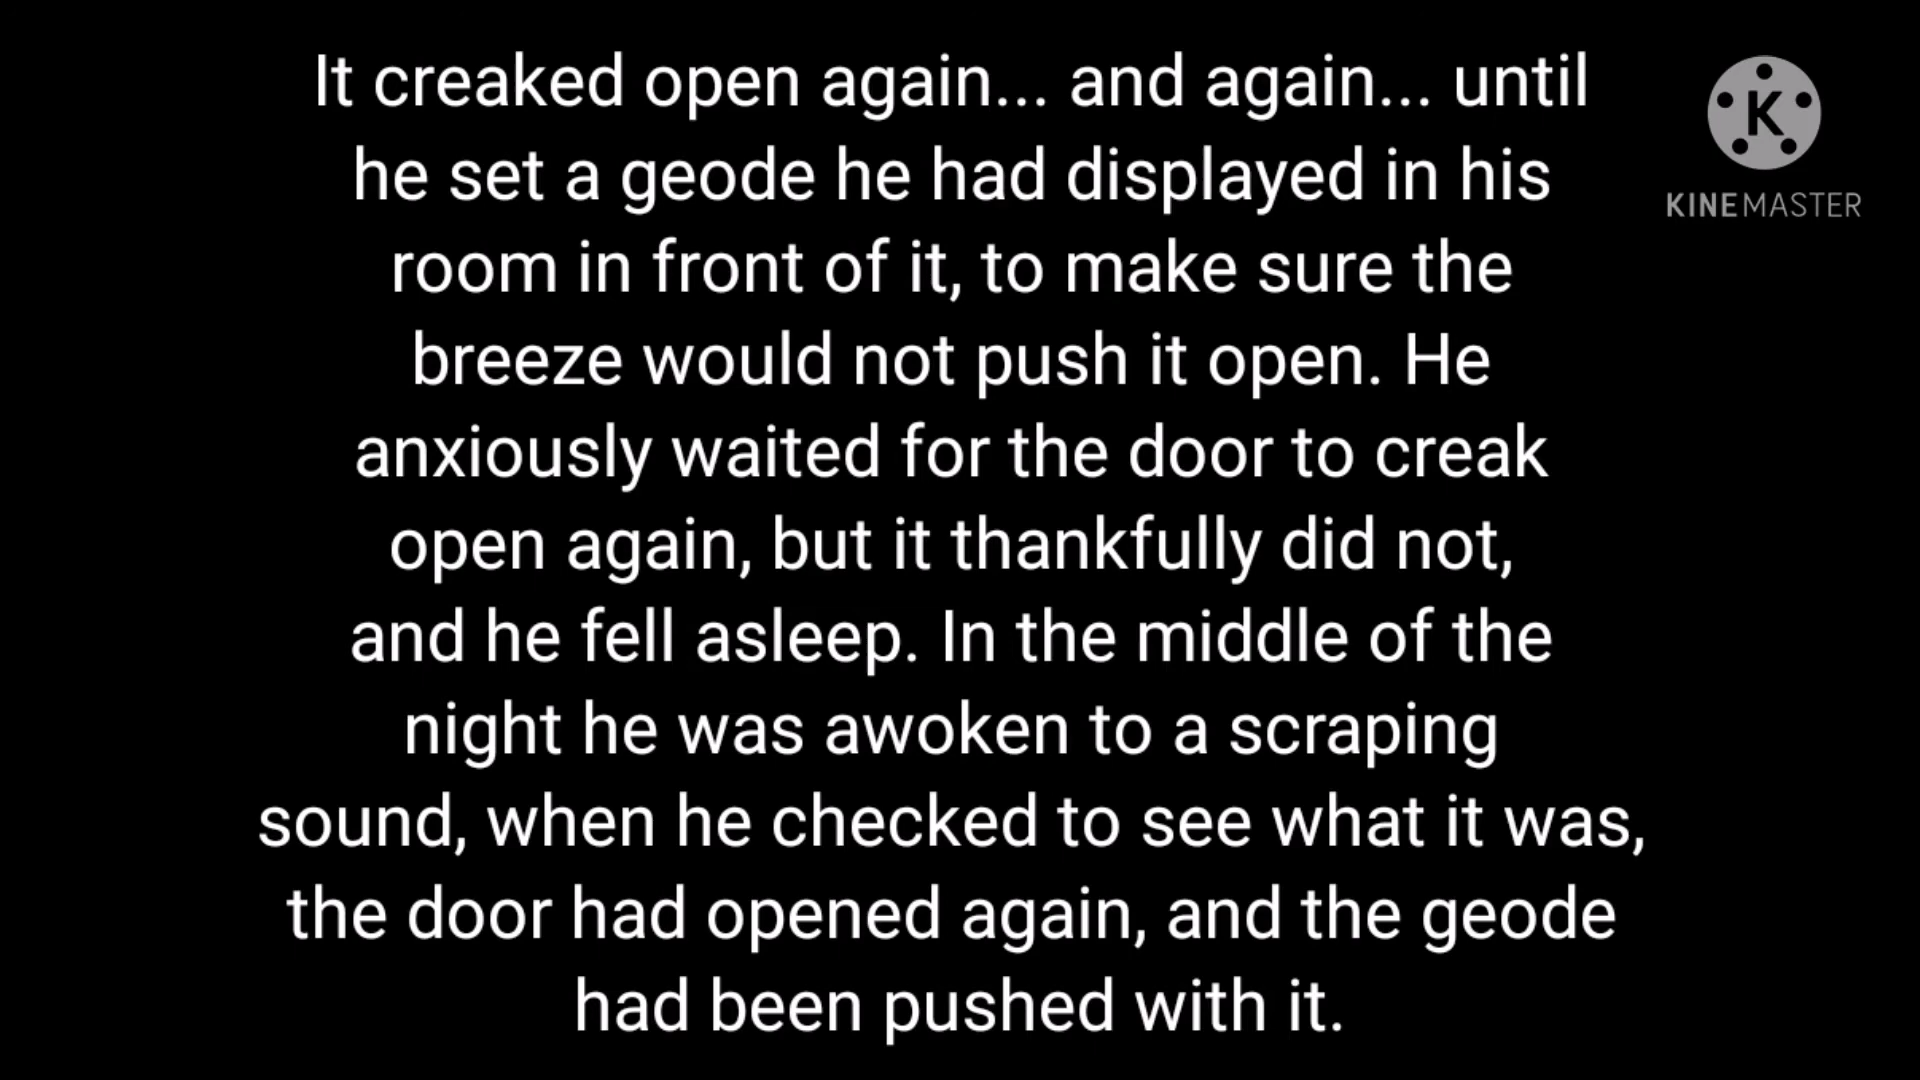 It creaked open again... and again... until
he set a geode he had displayed in his
room in front of it, to make sure the
breeze would not push it open. He
anxiously waited for the door to creak
open again, but it thankfully did not,
and he fell asleep. In the middle of the
night he was awoken to a scraping
sound, when he checked to see what it was,
the door had opened again, and the geode
had been pushed with it.
K
KINEMASTER